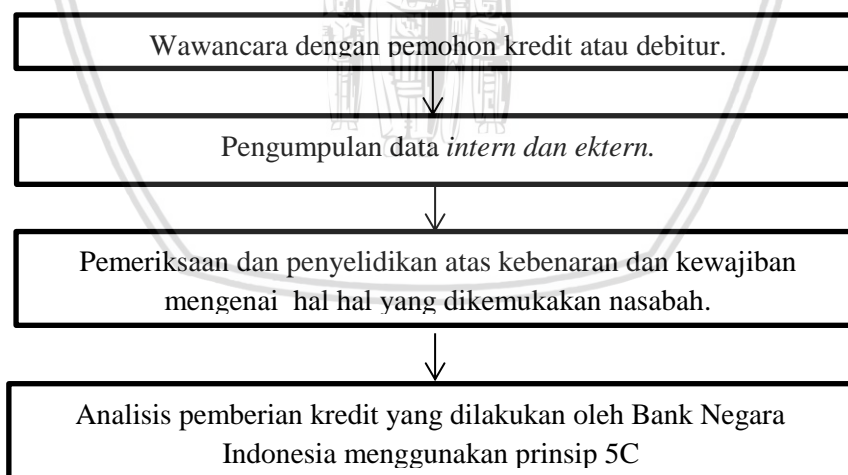 Wawancara dengan pemohon kredit atau debitur.
Pengumpulan data intern dan ektern.
Pemeriksaan dan penyelidikan atas kebenaran dan kewajiban
mengenai hal hal yang dikemukakan nasabah.
Analisis pemberian kredit yang dilakukan oleh Bank Negara
Indonesia menggunakan prinsip 5C